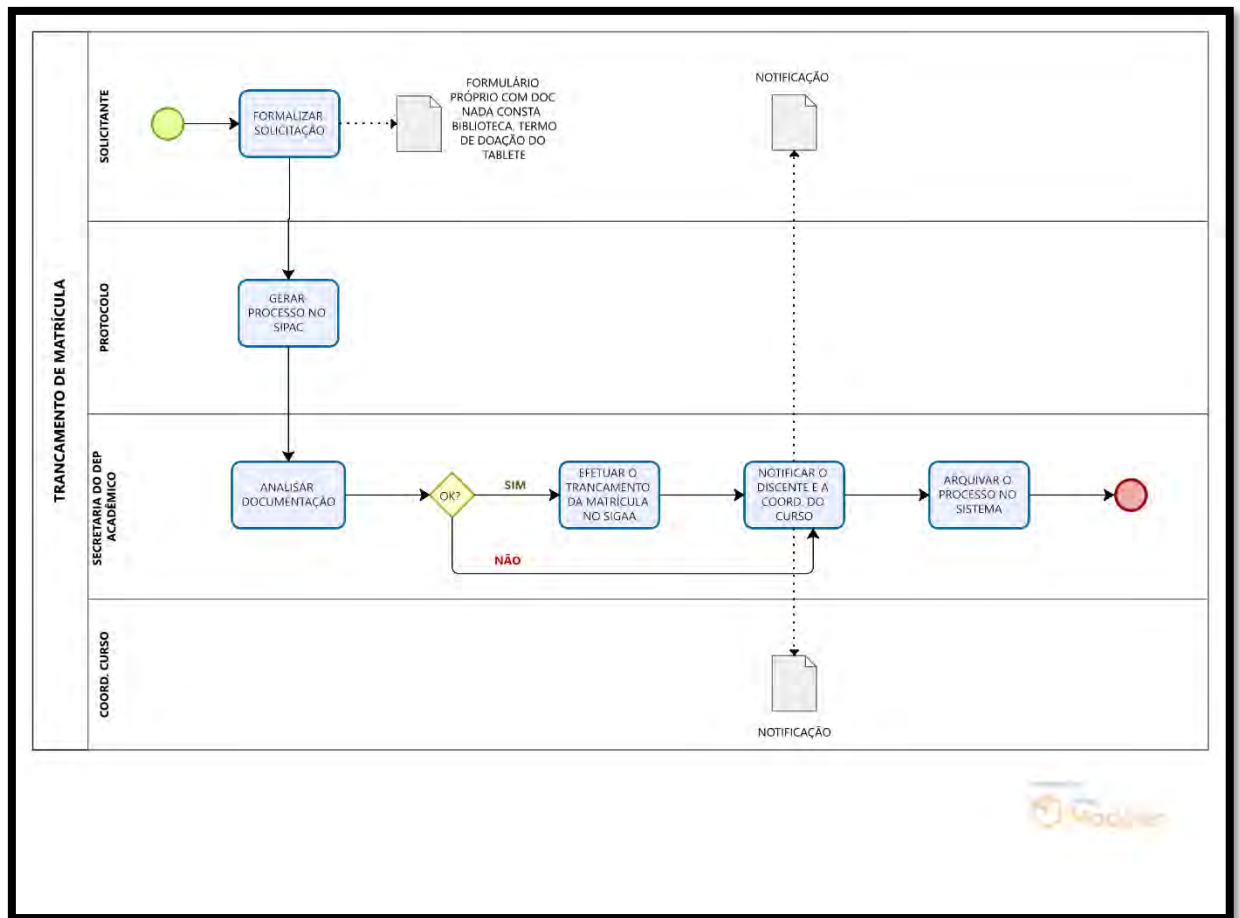 TRANCAMENTO DE MATRÍCULA
SOLICITANTE
FORMALIZAR
SOLICITAÇÃO
FORMULÁRIO
PRÓPRIO COM DOC
NADA CONSTA
BIBLIOTECA, TERMO
DE DOAÇÃO DO
TABLETE
NOTIFICAÇÃO
PROTOCOLO
GERAR
PROCESSO NO
SIPAC
SECRETARIA DO DEP
ACADÊMICO
ANALISAR
DOCUMENTAÇÃO
OK?
SIM
NÃO
EFETUAR O
TRANCAMENTO
DA MATRÍCULA
NO SIGAA
NOTIFICAR O
DISCENTE E A
COORD. DO
CURSO
ARQUIVAR O
PROCESSO NO
SISTEMA
COORD. CURSO
NOTIFICAÇÃO
Modeler